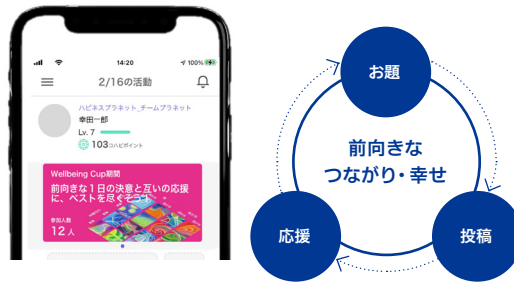 14:20
100%
2/16の活動
ハピネスプラネット_チームプラネット
幸田一郎
Lv. 7
103コハピポイント
Wellbeing Cup期間
前向きな1日の決意と互いの応援
に、ベストを尽くそう！
参加人数
12 人
お題
前向きな
つながり・幸せ
応援
投稿